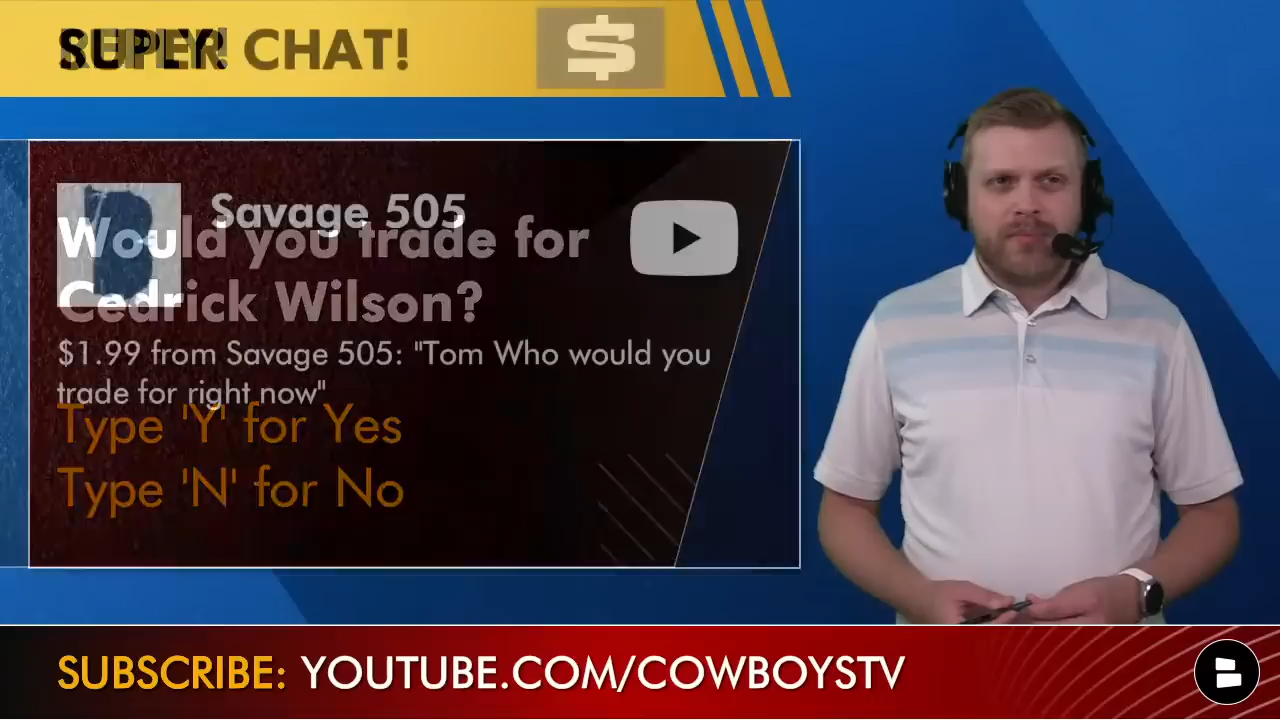 SUPER CHAT!
REPLY!
Savage 505
Would you trade for
Cedrick Wilson?
$1.99 from Savage 505: "Tom Who would you
trade for right now"
Type 'Y' for Yes
Type 'N' for No
SUBSCRIBE: YOUTUBE.COM/COWBOYSTV